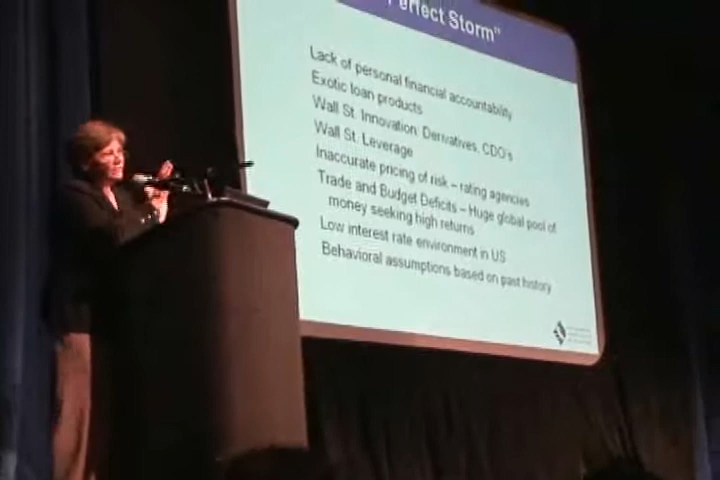 Perfect Storm"
Lack of personal financial accountability
Exotic loan products
Wall St. Innovation: Derivatives, CDO's
Wall St. Leverage
Inaccurate pricing of risk – rating agencies
Trade and Budget Deficits – Huge global pool of
money seeking high returns
Low interest rate environment in US
Behavioral assumptions based on past history